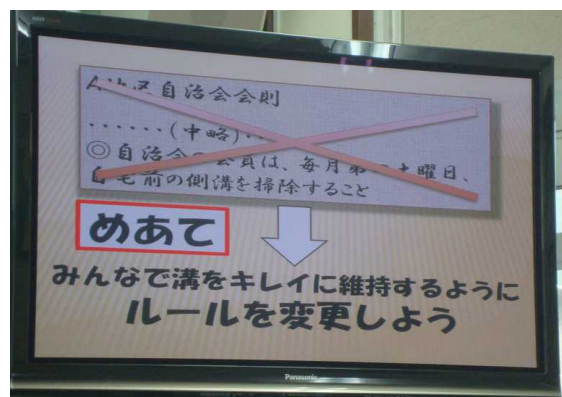 A地区自治会会則
‥‥‥(中略)‥
◎自治会の会員は、毎月第 土曜日、
自宅前の側溝を掃除すること
めあて
みんなで溝をキレイに維持するように
ルールを変更しよう
Panasonic